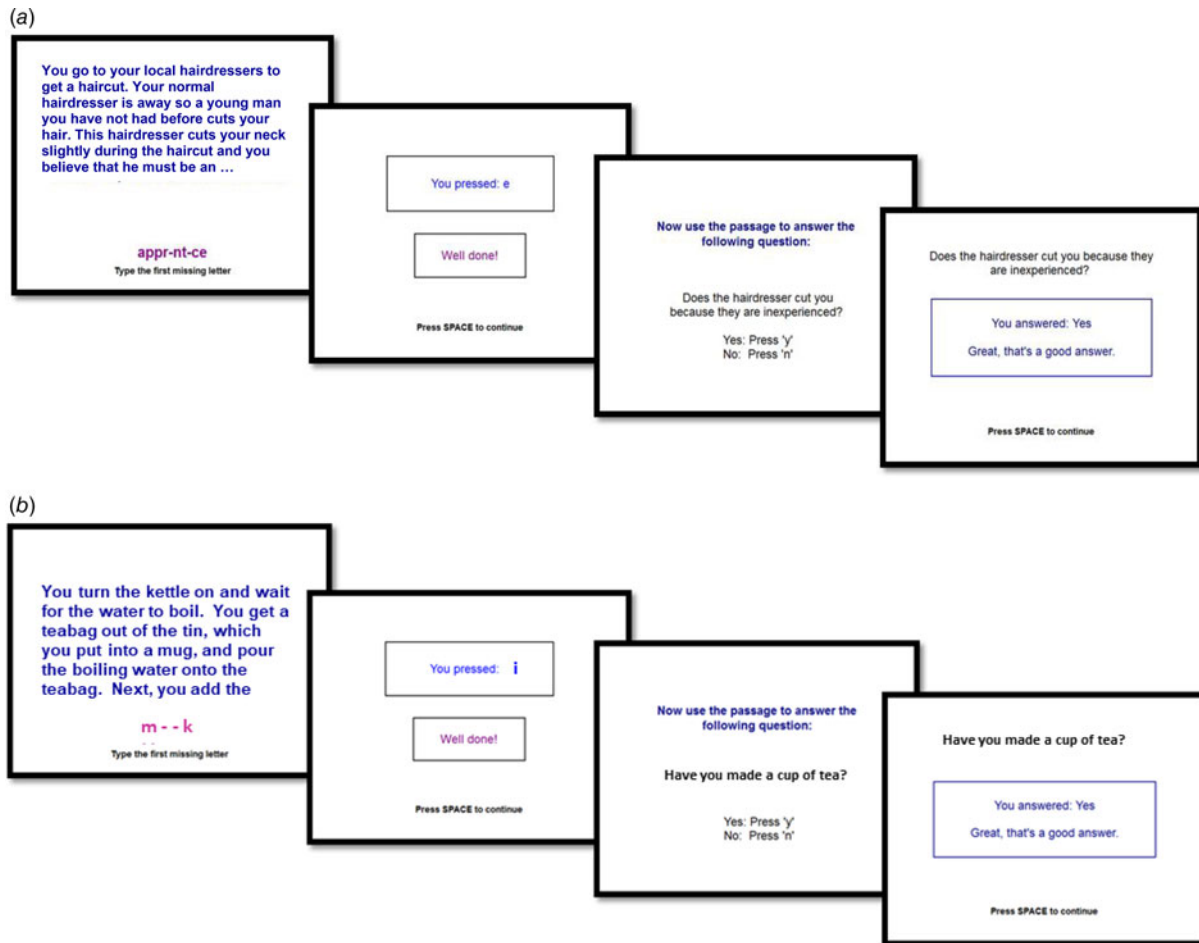 (a)
You go to your local hairdressers to
get a haircut. Your normal
hairdresser is away so a young man
you have not had before cuts your
hair. This hairdresser cuts your neck
slightly during the haircut and you
believe that he must be an …
appr-nt-ce
Type the first missing letter
You pressed: e
Well done!
Press SPACE to continue
Now use the passage to answer the
following question:
Does the hairdresser cut you
because they are inexperienced?
Yes: Press 'y'
No: Press 'n'
Does the hairdresser cut you because they
are inexperienced?
You answered: Yes
Great, that's a good answer.
Press SPACE to continue
(b)
You turn the kettle on and wait
for the water to boil. You get a
teabag out of the tin, which
you put into a mug, and pour
the boiling water onto the
teabag. Next, you add the
m - - k
Type the first missing letter
You pressed: i
Well done!
Press SPACE to continue
Now use the passage to answer the
following question:
Have you made a cup of tea?
Yes: Press 'y'
No: Press 'n'
Have you made a cup of tea?
You answered: Yes
Great, that's a good answer.
Press SPACE to continue